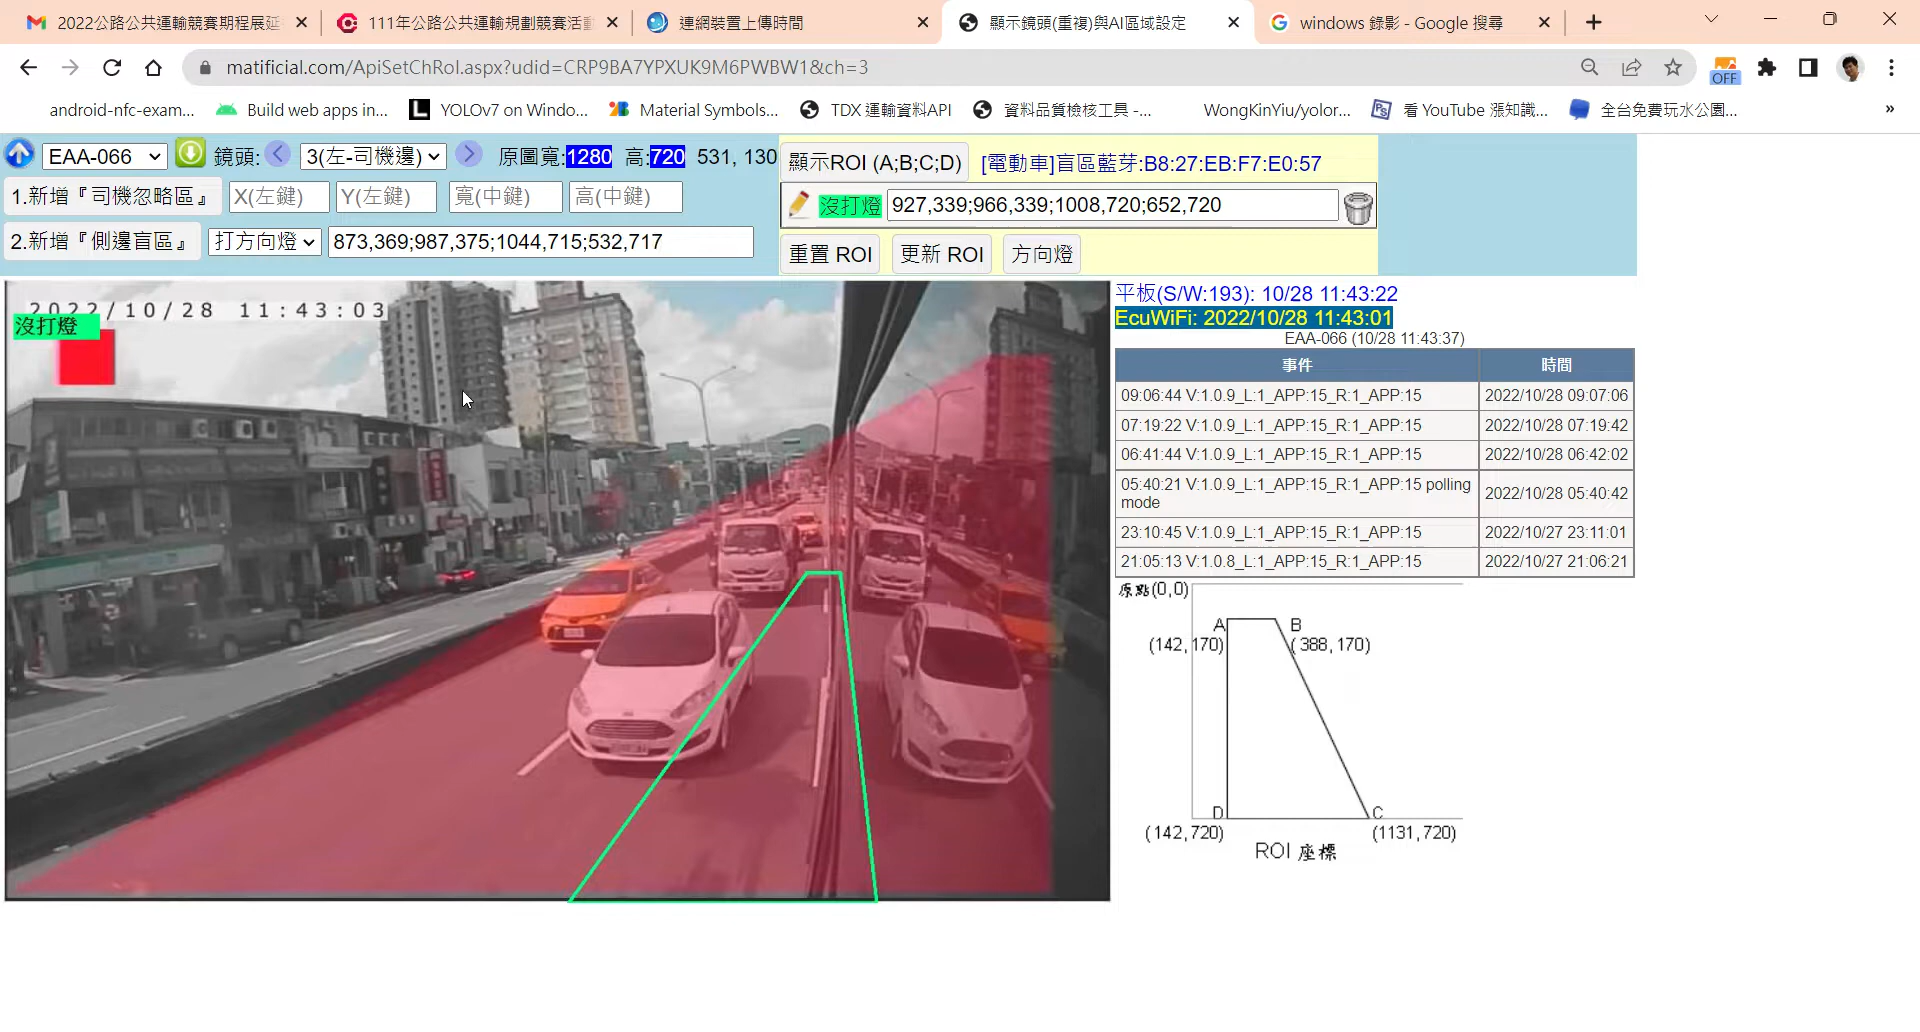 2022公路公共運輸競賽期程展延
111年公路公共運輸規劃競賽活動
連網裝置上傳時間
顯示鏡頭(重複)與AI區域設定
windows 錄影 - Google 搜尋
matificial.com/ApiSetChRoI.aspx?udid=CRP9BA7YPXUK9M6PWBW1&ch=3
OFF
android-nfc-exam...
Build web apps in...
YOLOv7 on Windo...
Material Symbols...
TDX 運輸資料API
資料品質檢核工具 -...
WongKinYiu/yolor...
看 YouTube 漲知識...
全台免費玩水公園...
»
EAA-066 鏡頭: 3(左-司機邊) 原圖寬:1280 高:720 531, 130
1.新增『司機忽略區』 X(左鍵) Y(左鍵) 寬(中鍵) 高(中鍵)
2.新增『側邊盲區』 打方向燈 873,369;987,375;1044,715;532,717
顯示ROI (A;B;C;D) [電動車]盲區藍芽:B8:27:EB:F7:E0:57
沒打燈 927,339;966,339;1008,720;652,720
重置 ROI 更新 ROI 方向燈
2022/10/28 11:43:03
沒打燈
平板(S/W:193): 10/28 11:43:22
EcuWiFi: 2022/10/28 11:43:01
EAA-066 (10/28 11:43:37)
事件 時間
09:06:44 V:1.0.9_L:1_APP:15_R:1_APP:15 2022/10/28 09:07:06
07:19:22 V:1.0.9_L:1_APP:15_R:1_APP:15 2022/10/28 07:19:42
06:41:44 V:1.0.9_L:1_APP:15_R:1_APP:15 2022/10/28 06:42:02
05:40:21 V:1.0.9_L:1_APP:15_R:1_APP:15 polling
mode 2022/10/28 05:40:42
23:10:45 V:1.0.9_L:1_APP:15_R:1_APP:15 2022/10/27 23:11:01
21:05:13 V:1.0.8_L:1_APP:15_R:1_APP:15 2022/10/27 21:06:21
原點(0,0)
A B
(142,170) (388,170)
D C
(142,720) (1131,720)
ROI 座標